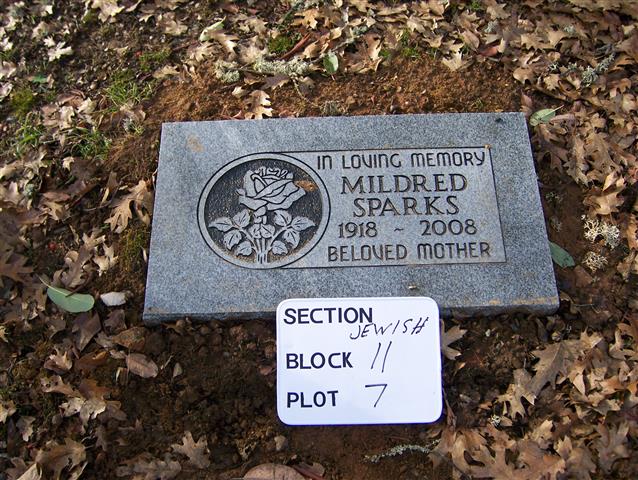 IN LOVING MEMORY
MILDRED
SPARKS
1918 ~ 2008
BELOVED MOTHER
SECTION
JEWISH
BLOCK 11
PLOT 7